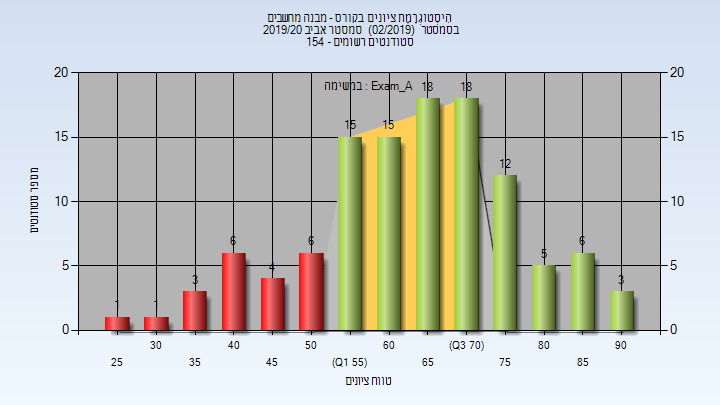 היסטוגרמת ציונים בקורס - מבנה מחשבים
בסמסטר (02/2019) סמסטר אביב 2019/20
סטודנטים רשומים - 154
במשימה : Exam_A
מספר סטודנטים
20 20
15 15
10 10
5 5
0 0
1 1 3 6 4 6 15 15 18 18 12 5 6 3
30 40 50 60 (Q3 70) 80 90
25 35 45 (Q1 55) 65 75 85
טווח ציונים